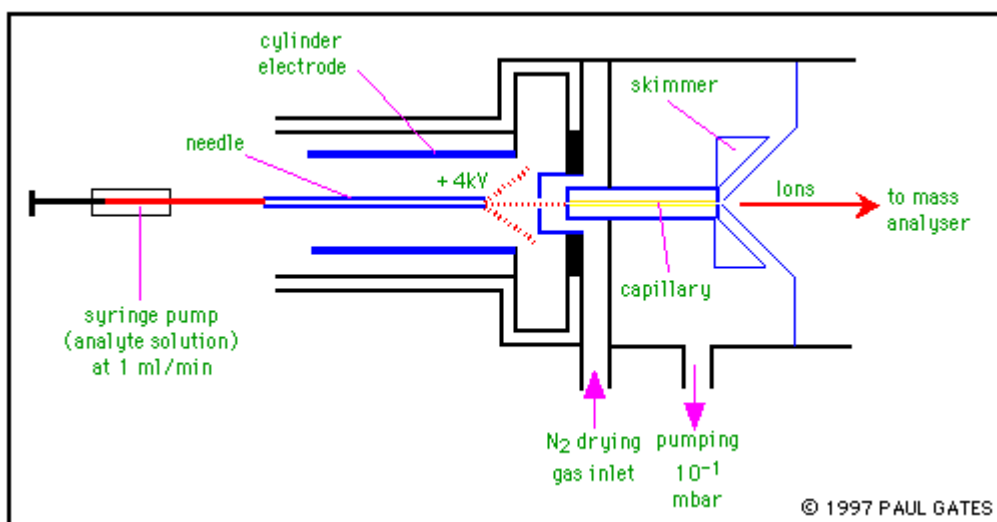 cylinder
electrode
skimmer
needle
+ 4kV
Ions
to mass
analyser
capillary
syringe pump
(analyte solution)
at 1 ml/min
N₂ drying
gas inlet
pumping
10⁻¹
mbar
© 1997 PAUL GATES